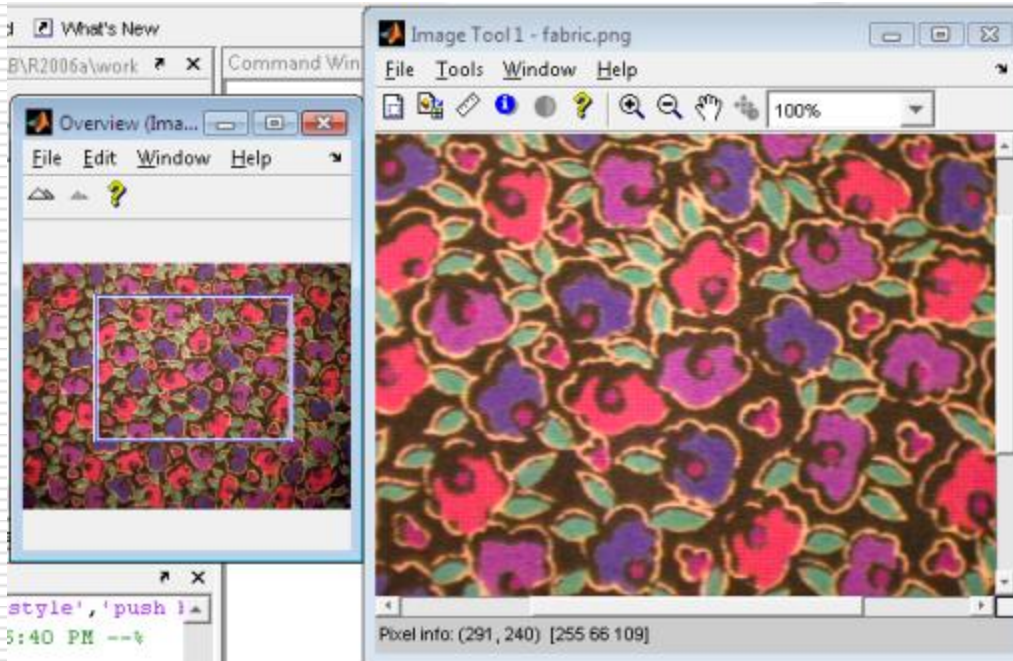 What's New
B\R2006a\work
Command Win
Overview (Ima...
File Edit Window Help
Image Tool 1 - fabric.png
File Tools Window Help
100%
style','push
5:40 PM --%
Pixel info: (291, 240) [255 66 109]